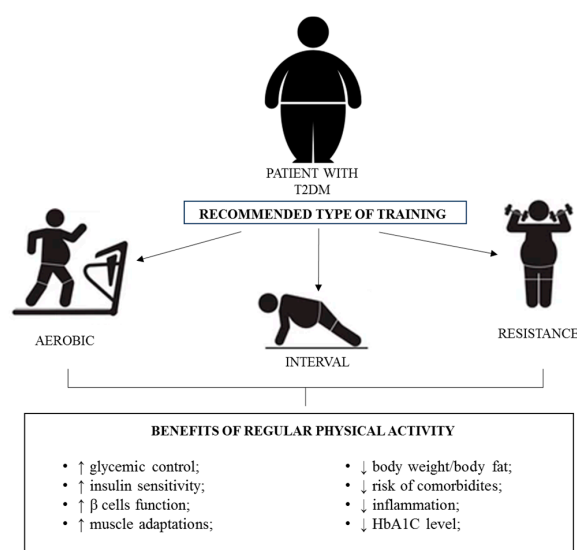 PATIENT WITH
T2DM
RECOMMENDED TYPE OF TRAINING
AEROBIC
INTERVAL
RESISTANCE
BENEFITS OF REGULAR PHYSICAL ACTIVITY
• ↑ glycemic control;
• ↑ insulin sensitivity;
• ↑ β cells function;
• ↑ muscle adaptations;
• ↓ body weight/body fat;
• ↓ risk of comorbidites;
• ↓ inflammation;
• ↓ HbA1C level;